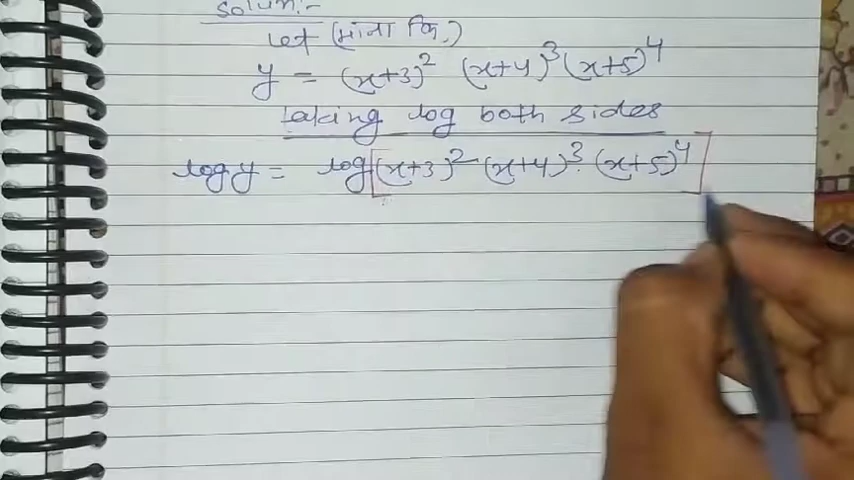 Solun:-
Let (माना कि,)
y = (x+3)² (x+4)³ (x+5)⁴
taking log both sides
log y = log[(x+3)² (x+4)³. (x+5)⁴]